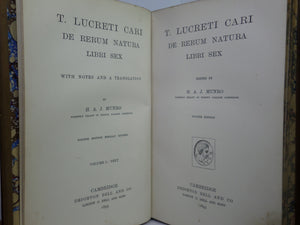 T. LUCRETI CARI
DE RERUM NATURA
LIBRI SEX
WITH NOTES AND A TRANSLATION
BY
H. A. J. MUNRO
VOLUME I: TEXT
CAMBRIDGE
DEIGHTON BELL AND CO
T. LUCRETI CARI
DE RERUM NATURA
LIBRI SEX
EDITED BY
H. A. J. MUNRO
CAMBRIDGE
DEIGHTON BELL AND CO